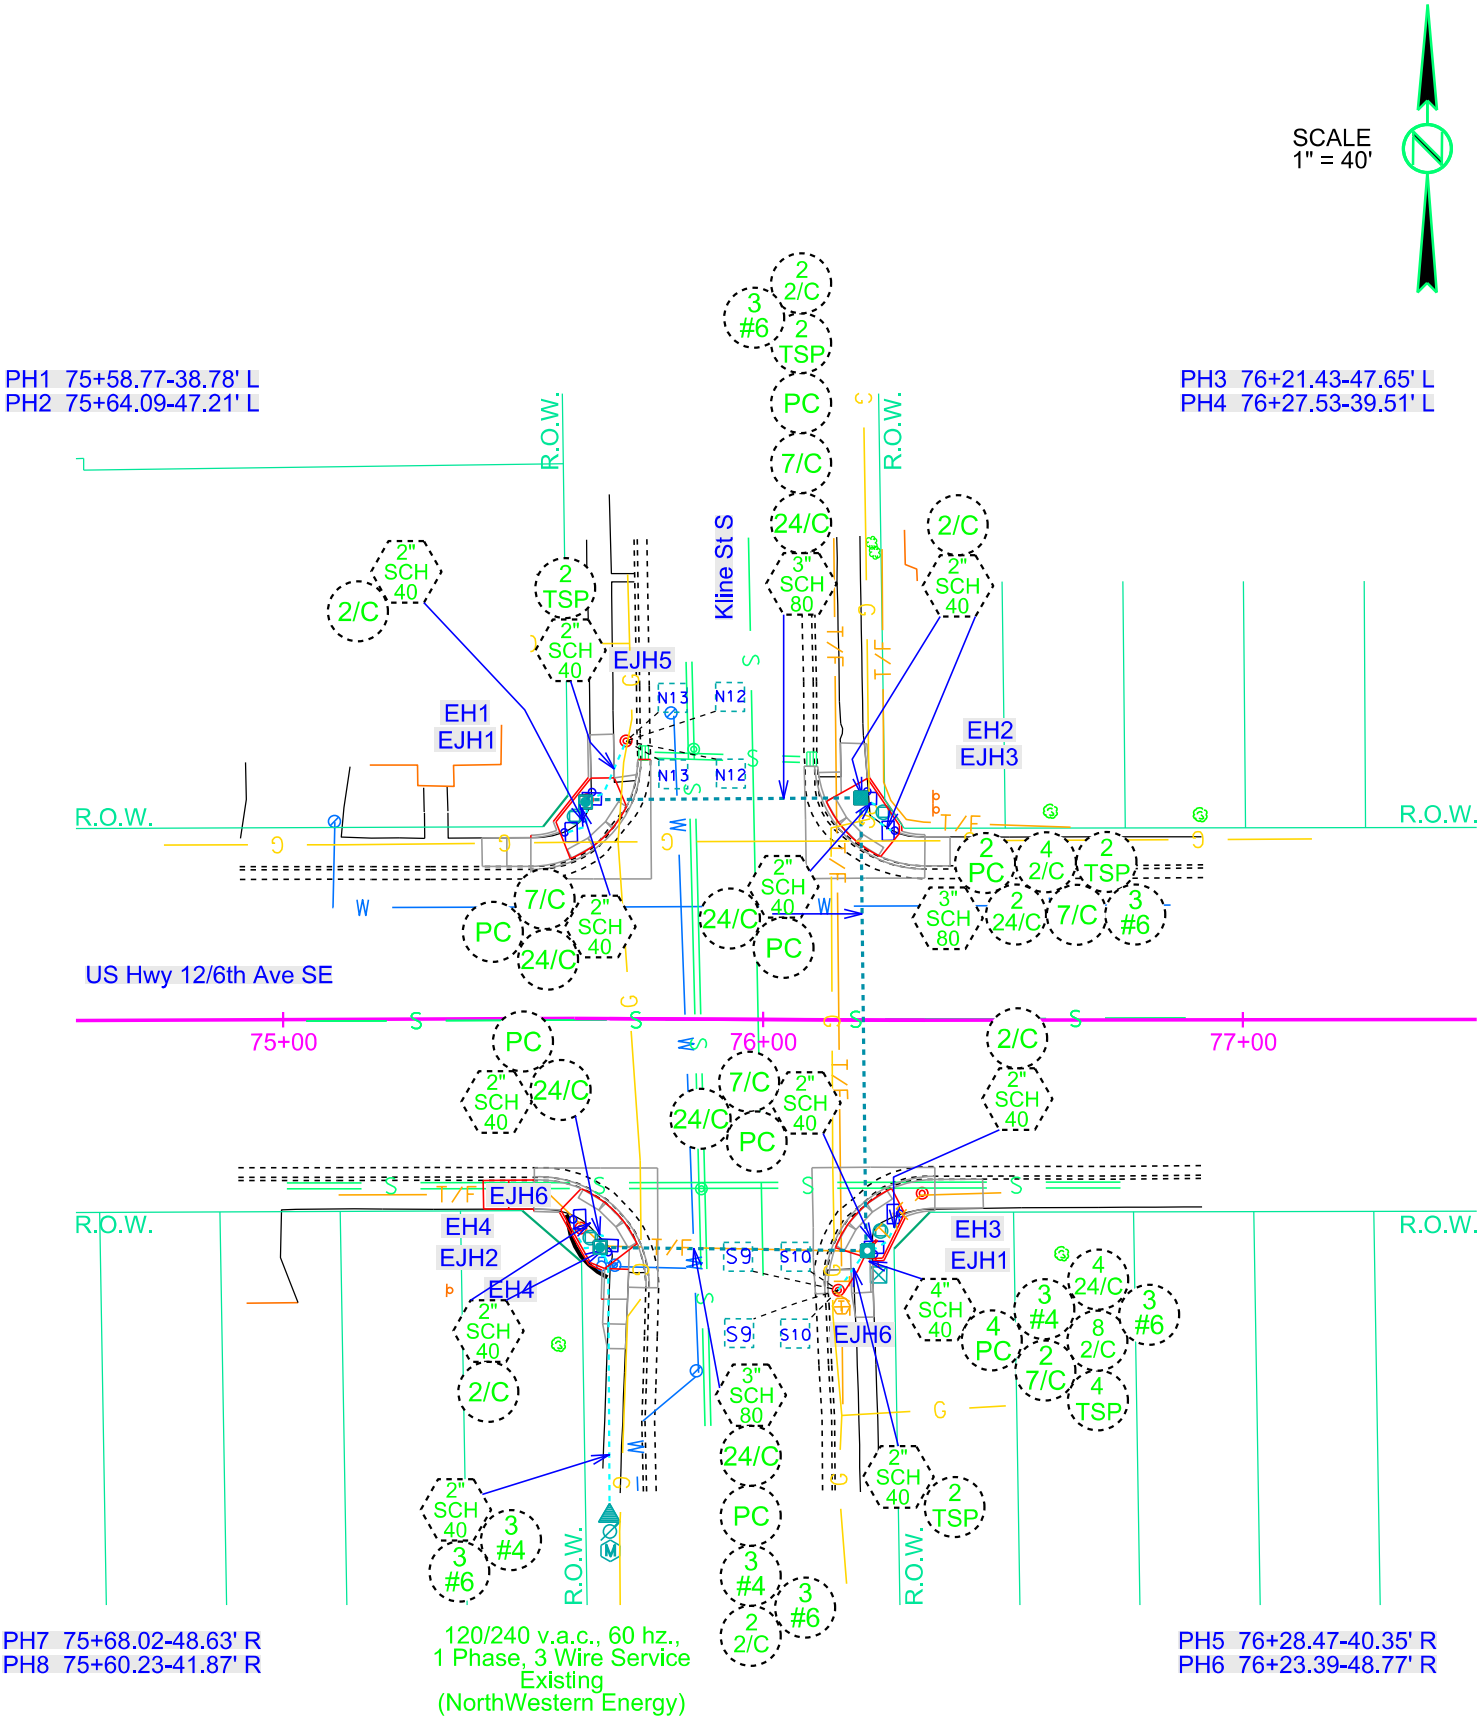 SCALE
1" = 40'
PH1 75+58.77-38.78' L
PH2 75+64.09-47.21' L
PH3 76+21.43-47.65' L
PH4 76+27.53-39.51' L
2
2/C
3
#6
2
TSP
PC
7/C
24/C
3"
SCH
80
R.O.W.
R.O.W.
G
Kline St S
2"
SCH
40
2/C
2
TSP
2"
SCH
40
2/C
2"
SCH
40
G
T/F
T/F
EJH5
G
S
N13
N12
EH1
EJH1
EH2
EJH3
S
N13
N12
S
R.O.W.
R.O.W.
W
T/F
G
G
G
G
T/F
2
PC
4
2/C
2
TSP
7/C
2"
SCH
40
PC
24/C
2"
SCH
40
24/C
PC
W
W
3"
SCH
80
2
24/C
7/C
3
#6
US Hwy 12/6th Ave SE
G
G
S
S
S
S
75+00
76+00
77+00
W
S
PC
2"
SCH
40
24/C
7/C
24/C
2"
SCH
40
PC
T/F
2/C
2"
SCH
40
S
S
S
S
T/F
EJH6
EH4
EJH2
EH4
R.O.W.
R.O.W.
T/F
W
G
S9
S10
EH3
EJH1
S
S9
S10
EJH6
2"
SCH
40
2/C
4"
SCH
40
4
PC
3
#4
4
24/C
3
#6
8
2/C
2
7/C
4
TSP
3"
SCH
80
24/C
PC
3
#4
3
#6
2
2/C
G
W
G
G
2"
SCH
40
3
#4
3
#6
M
2"
SCH
40
2
TSP
R.O.W.
R.O.W.
PH7 75+68.02-48.63' R
PH8 75+60.23-41.87' R
120/240 v.a.c., 60 hz.,
1 Phase, 3 Wire Service
Existing
(NorthWestern Energy)
PH5 76+28.47-40.35' R
PH6 76+23.39-48.77' R